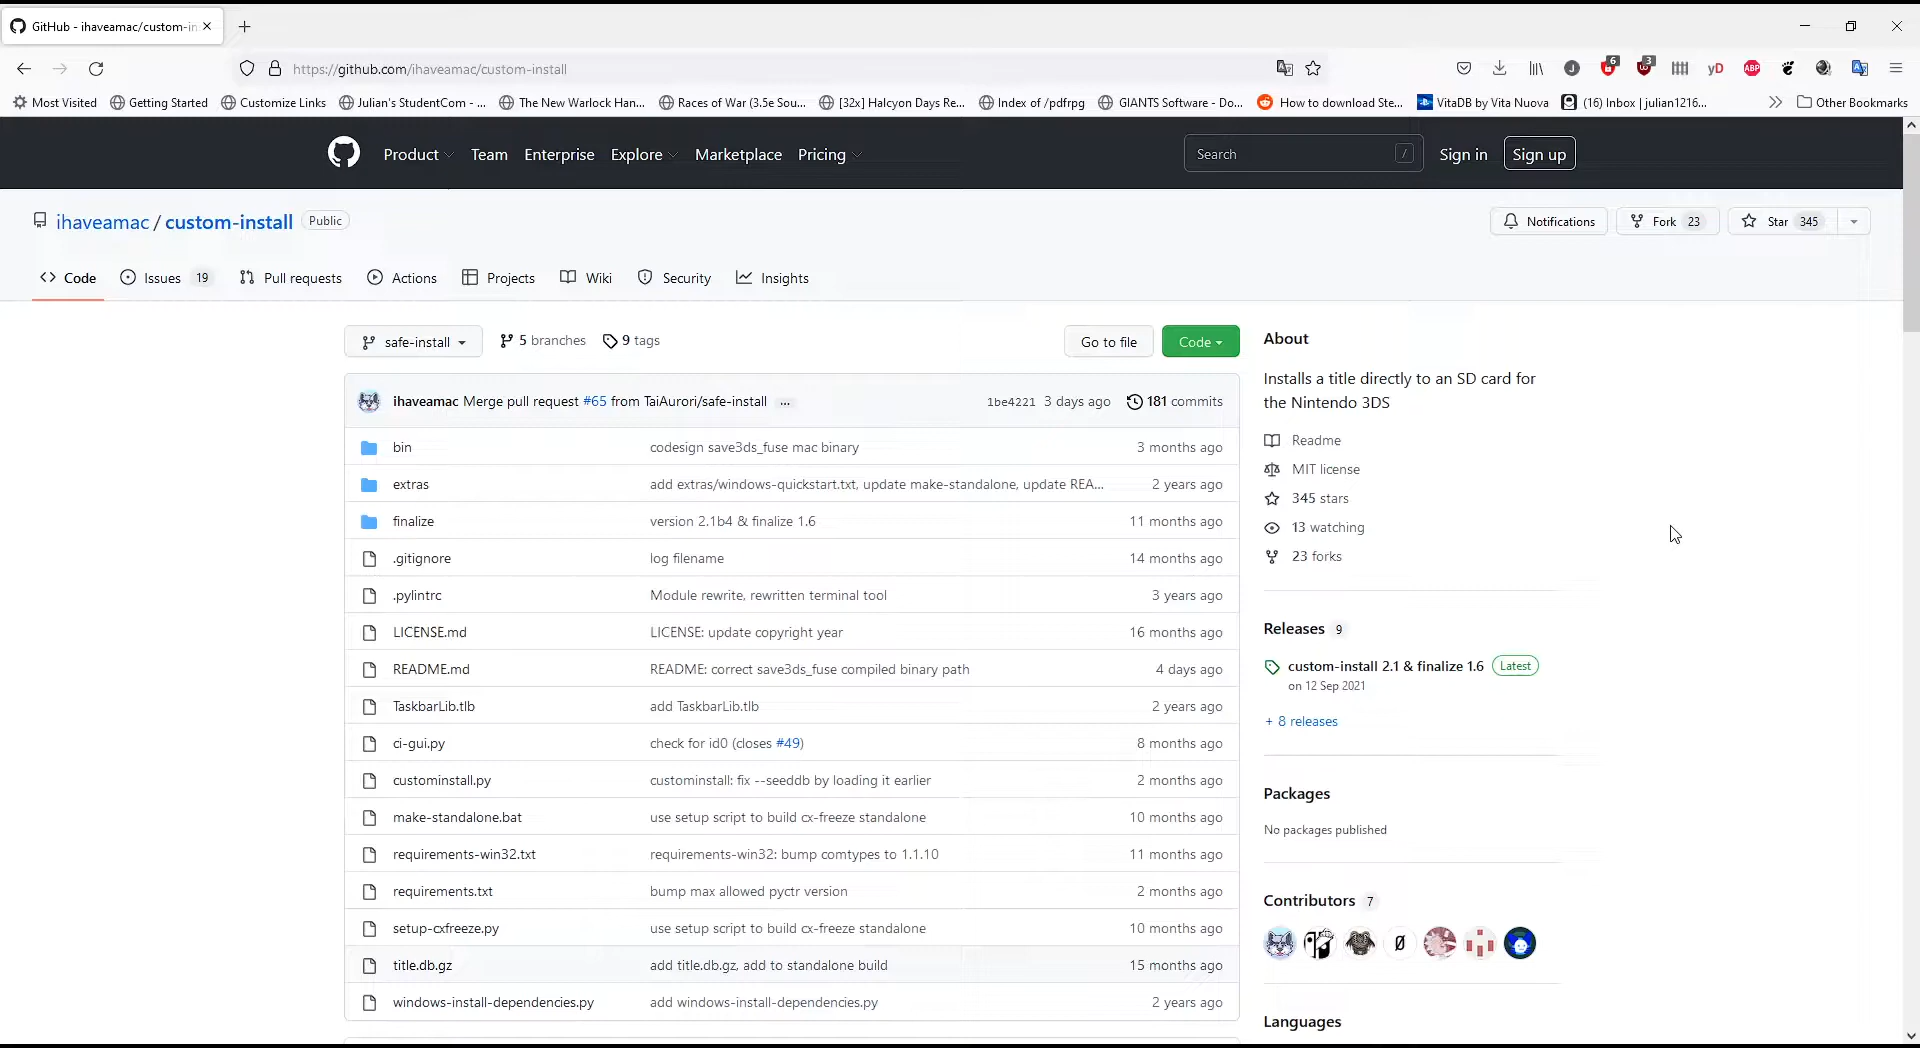 GitHub - ihaveamac/custom-in
https://github.com/ihaveamac/custom-install
6
3
J
yD
ABP
Most Visited
Getting Started
Customize Links
Julian's StudentCom - ...
The New Warlock Han...
Races of War (3.5e Sou...
[32x] Halcyon Days Re...
Index of /pdfrpg
GIANTS Software - Do...
How to download Ste...
VitaDB by Vita Nuova
(16) Inbox | julian1216...
Other Bookmarks
Product
Team
Enterprise
Explore
Marketplace
Pricing
Search
/
Sign in
Sign up
ihaveamac / custom-install
Public
Notifications
Fork 23
Star 345
Code
Issues 19
Pull requests
Actions
Projects
Wiki
Security
Insights
safe-install
5 branches
9 tags
Go to file
Code
ihaveamac Merge pull request #65 from TaiAurori/safe-install ...
1be4221 3 days ago
181 commits
bin codesign save3ds_fuse mac binary 3 months ago
extras add extras/windows-quickstart.txt, update make-standalone, update REA... 2 years ago
finalize version 2.1b4 & finalize 1.6 11 months ago
.gitignore log filename 14 months ago
.pylintrc Module rewrite, rewritten terminal tool 3 years ago
LICENSE.md LICENSE: update copyright year 16 months ago
README.md README: correct save3ds_fuse compiled binary path 4 days ago
TaskbarLib.tlb add TaskbarLib.tlb 2 years ago
ci-gui.py check for id0 (closes #49) 8 months ago
custominstall.py custominstall: fix --seeddb by loading it earlier 2 months ago
make-standalone.bat use setup script to build cx-freeze standalone 10 months ago
requirements-win32.txt requirements-win32: bump comtypes to 1.1.10 11 months ago
requirements.txt bump max allowed pyctr version 2 months ago
setup-cxfreeze.py use setup script to build cx-freeze standalone 10 months ago
title.db.gz add title.db.gz, add to standalone build 15 months ago
windows-install-dependencies.py add windows-install-dependencies.py 2 years ago
About
Installs a title directly to an SD card for
the Nintendo 3DS
Readme
MIT license
345 stars
13 watching
23 forks
Releases 9
custom-install 2.1 & finalize 1.6 Latest
on 12 Sep 2021
+ 8 releases
Packages
No packages published
Contributors 7
Languages